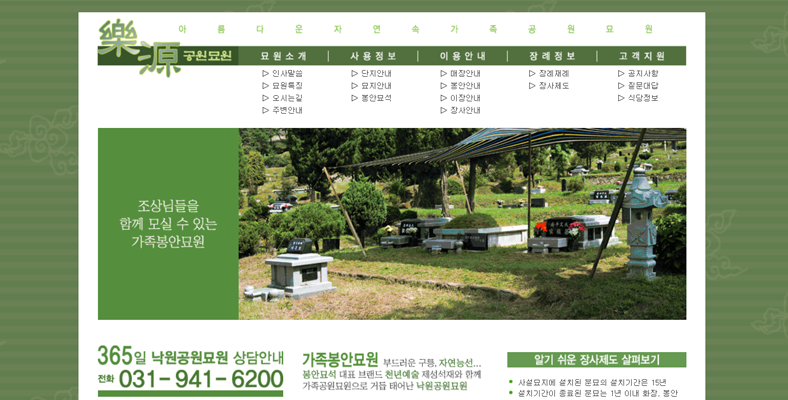 아름다운 자연속 가족 공원묘원
樂源 공원묘원
묘원소개 사용정보 이용안내 장례정보 고객지원
▷ 인사말씀 ▷ 단지안내 ▷ 매장안내 ▷ 장례재례 ▷ 공지사항
▷ 묘원특징 ▷ 묘지안내 ▷ 봉안안내 ▷ 장사제도 ▷ 질문대답
▷ 오시는길 ▷ 봉안묘석 ▷ 이장안내 ▷ 식당정보
▷ 주변안내 ▷ 장사안내
조상님들을
함께 모실 수 있는
가족봉안묘원
365일 낙원공원묘원 상담안내
전화 031-941-6200
가족봉안묘원 부드러운 구릉, 자연능선...
봉안묘석 대표 브랜드 천년예술 제설석재와 함께
가족공원묘원으로 거듭 태어난 낙원공원묘원
알기 쉬운 장사제도 살펴보기
사설묘지에 설치된 분묘의 설치기간은 15년
설치기간이 종료된 분묘는 1년 이내 화장, 봉안